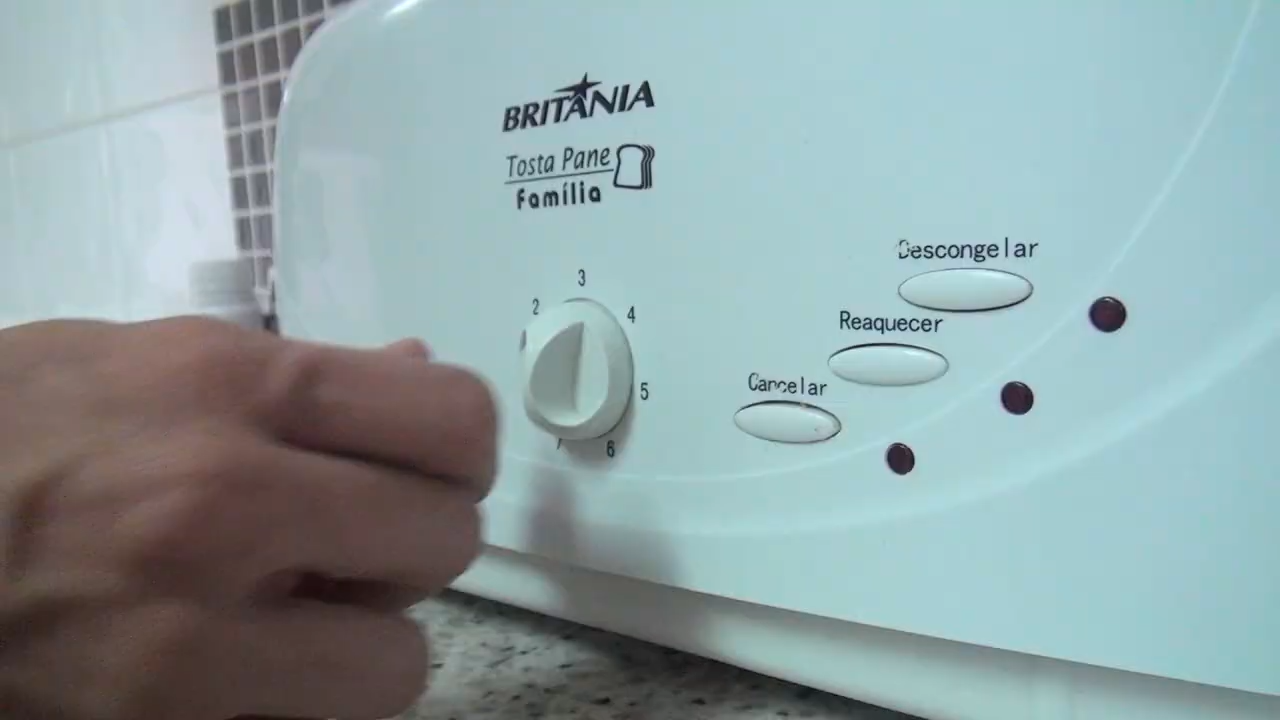 BRITANIA
Tosta Pane
Família
Descongelar
Reaquecer
Cancelar
2
3
4
5
6
7